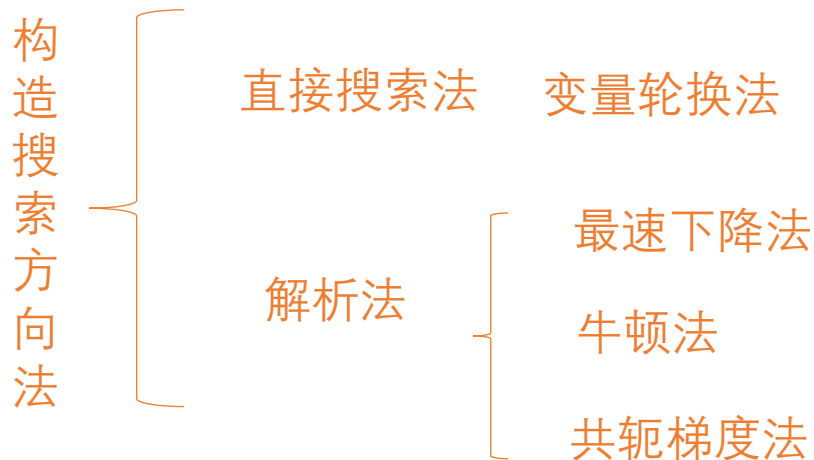 构造搜索方向法
直接搜索法
变量轮换法
解析法
最速下降法
牛顿法
共轭梯度法